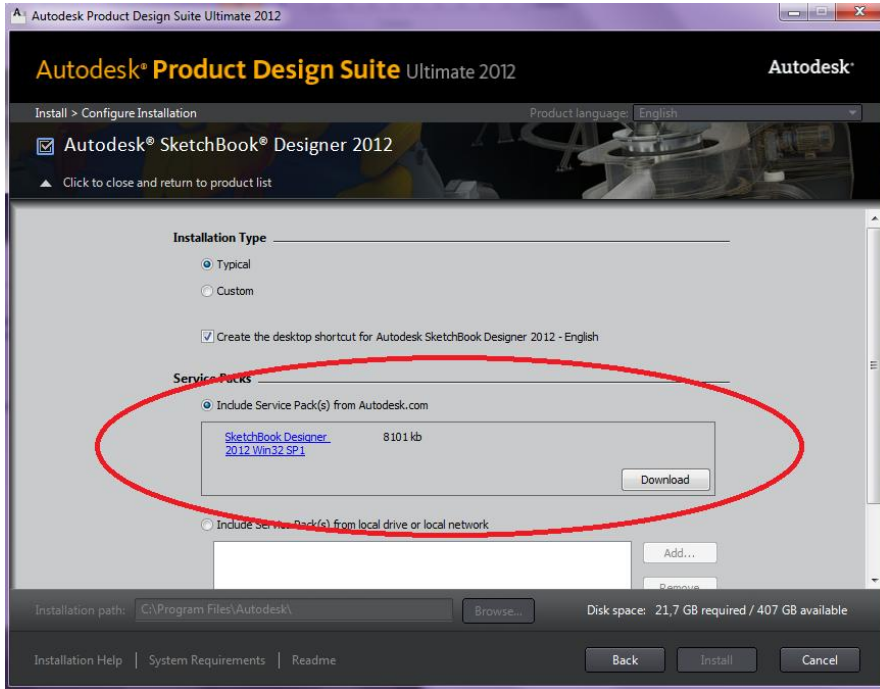 Autodesk Product Design Suite Ultimate 2012
Autodesk® Product Design Suite Ultimate 2012
Autodesk®
Install > Configure Installation
Product language: English
Autodesk® SketchBook® Designer 2012
Click to close and return to product list
Installation Type
Typical
Custom
Create the desktop shortcut for Autodesk SketchBook Designer 2012 - English
Service Packs
Include Service Pack(s) from Autodesk.com
SketchBook Designer 8101 kb
2012 Win32 SP1
Download
Include Service Pack(s) from local drive or local network
Add...
Remove
Installation path: C:\Program Files\Autodesk\ Browse... Disk space: 21,7 GB required / 407 GB available
Installation Help | System Requirements | Readme Back Install Cancel